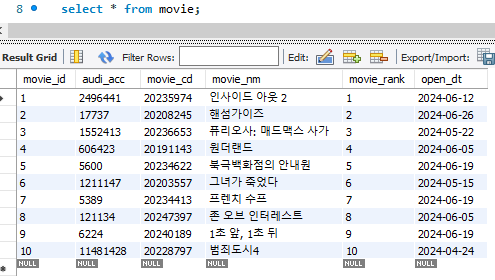 8 select * from movie;
Result Grid Filter Rows: Edit: Export/Import:
movie_id audi_acc movie_cd movie_nm movie_rank open_dt
1 2496441 20235974 인사이드 아웃 2 1 2024-06-12
2 17737 20208245 핸섬가이즈 2 2024-06-26
3 1552413 20236653 퓨리오사: 매드맥스 사가 3 2024-05-22
4 606423 20191143 원더랜드 4 2024-06-05
5 5600 20234622 북극백화점의 안내원 5 2024-06-19
6 1211147 20203557 그녀가 죽었다 6 2024-05-15
7 5389 20234413 프렌치 수프 7 2024-06-19
8 121134 20247397 존 오브 인터레스트 8 2024-06-05
9 6224 20240189 1초 앞, 1초 뒤 9 2024-06-19
10 11481428 20228797 범죄도시4 10 2024-04-24
NULL NULL NULL NULL NULL NULL